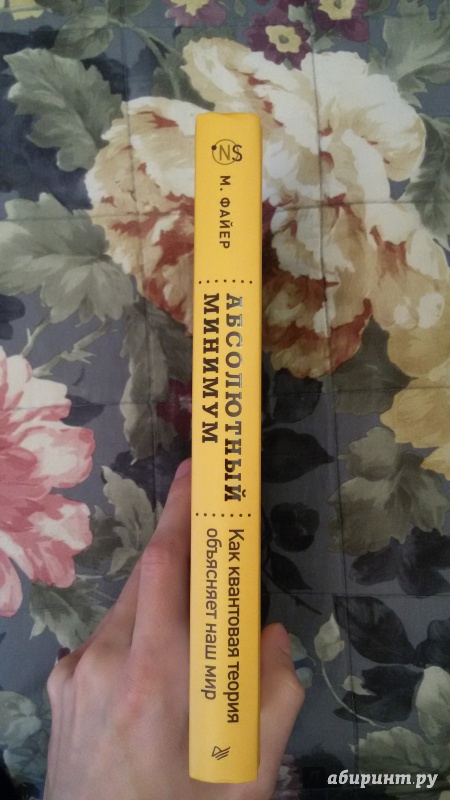 NS
М. ФАЙЕР
АБСОЛЮТНЫЙ
МИНИМУМ
Как квантовая теория
объясняет наш мир
абиринт.ру